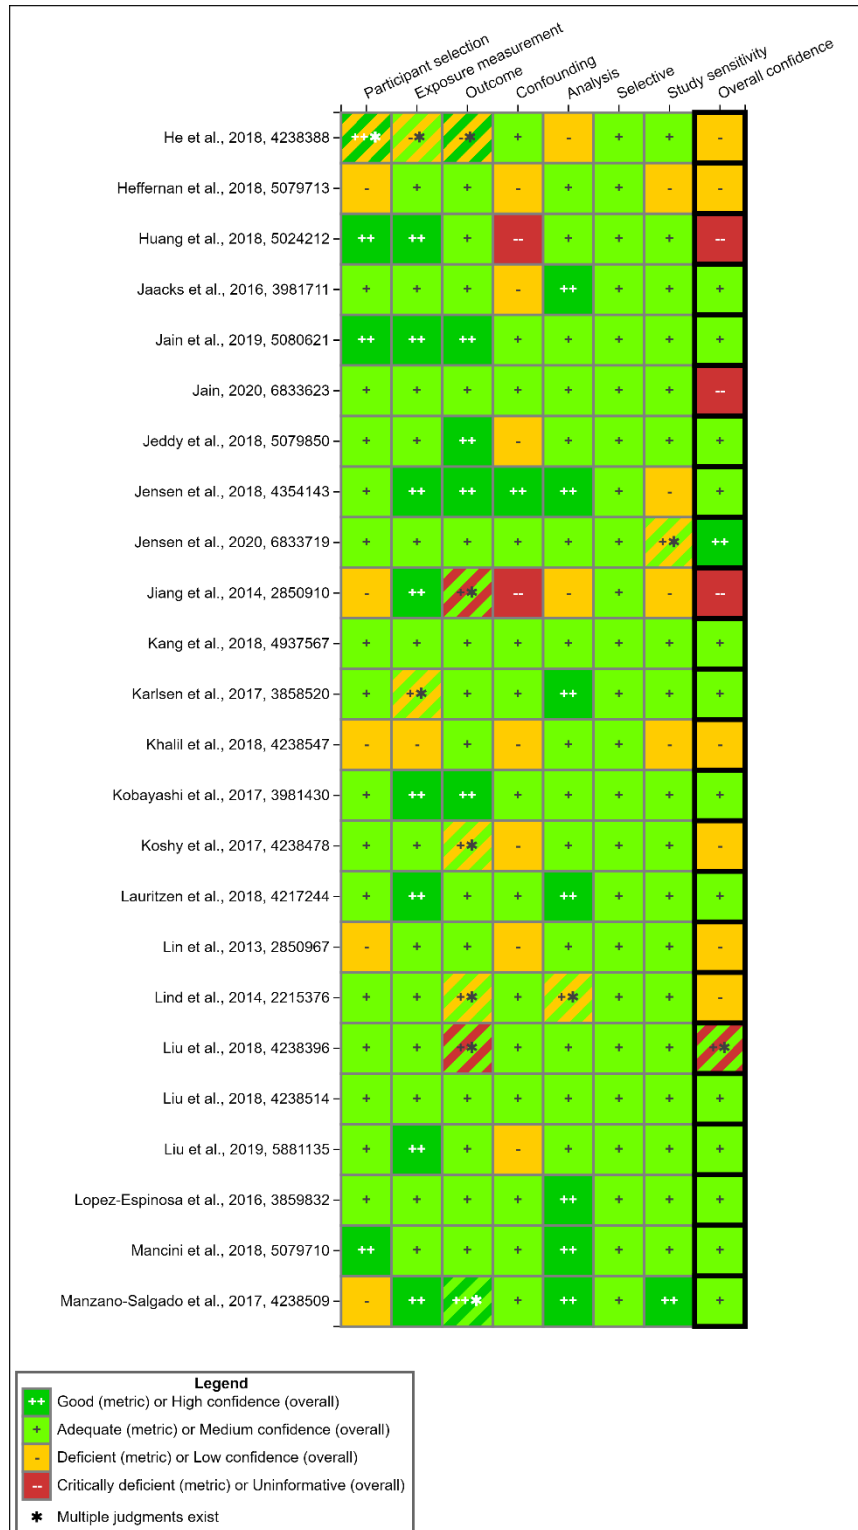 Participant selection
Exposure measurement
Outcome
Confounding
Analysis
Selective
Study sensitivity
Overall confidence
He et al., 2018, 4238388 ++✱ -✱ -✱ + - + + -
Heffernan et al., 2018, 5079713 - + + - + + - -
Huang et al., 2018, 5024212 ++ ++ + -- + + + --
Jaacks et al., 2016, 3981711 + + + - ++ + + +
Jain et al., 2019, 5080621 ++ ++ ++ + + + + +
Jain, 2020, 6833623 + + + + + + + --
Jeddy et al., 2018, 5079850 + + ++ - + + + +
Jensen et al., 2018, 4354143 + ++ ++ ++ ++ + - +
Jensen et al., 2020, 6833719 + + + + + + +✱ ++
Jiang et al., 2014, 2850910 - ++ +✱ -- - + - --
Kang et al., 2018, 4937567 + + + + + + + +
Karlsen et al., 2017, 3858520 + +✱ + + ++ + + +
Khalil et al., 2018, 4238547 - - + - + + - -
Kobayashi et al., 2017, 3981430 + ++ ++ + + + + +
Koshy et al., 2017, 4238478 + + +✱ - + + + -
Lauritzen et al., 2018, 4217244 + ++ + + ++ + + +
Lin et al., 2013, 2850967 - + + - + + + -
Lind et al., 2014, 2215376 + + +✱ + +✱ + + -
Liu et al., 2018, 4238396 + + +✱ + + + + +✱
Liu et al., 2018, 4238514 + + + + + + + +
Liu et al., 2019, 5881135 + ++ + - + + + +
Lopez-Espinosa et al., 2016, 3859832 + + + + ++ + + +
Mancini et al., 2018, 5079710 ++ + + + ++ + + +
Manzano-Salgado et al., 2017, 4238509 - ++ ++✱ + ++ + ++ +
Legend
++ Good (metric) or High confidence (overall)
+ Adequate (metric) or Medium confidence (overall)
- Deficient (metric) or Low confidence (overall)
-- Critically deficient (metric) or Uninformative (overall)
✱ Multiple judgments exist